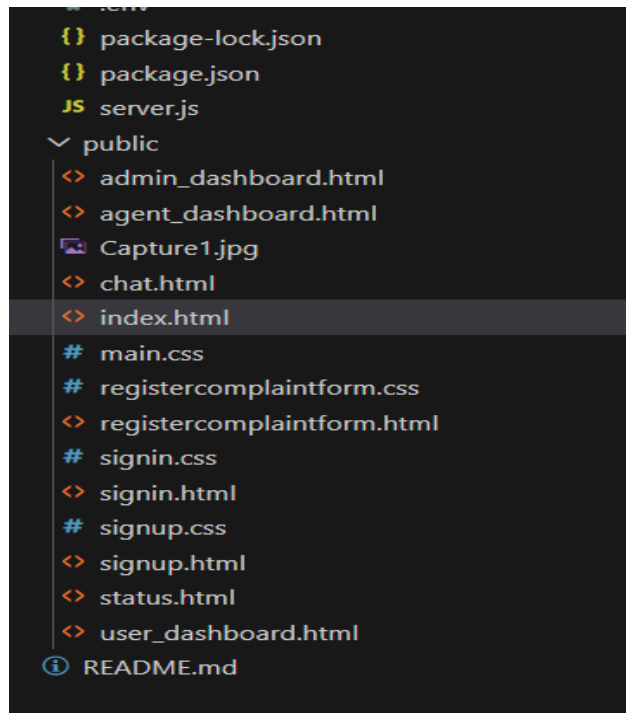 .env
{} package-lock.json
{} package.json
JS server.js
public
<> admin_dashboard.html
<> agent_dashboard.html
Capture1.jpg
<> chat.html
<> index.html
# main.css
# registercomplaintform.css
<> registercomplaintform.html
# signin.css
<> signin.html
# signup.css
<> signup.html
<> status.html
<> user_dashboard.html
README.md